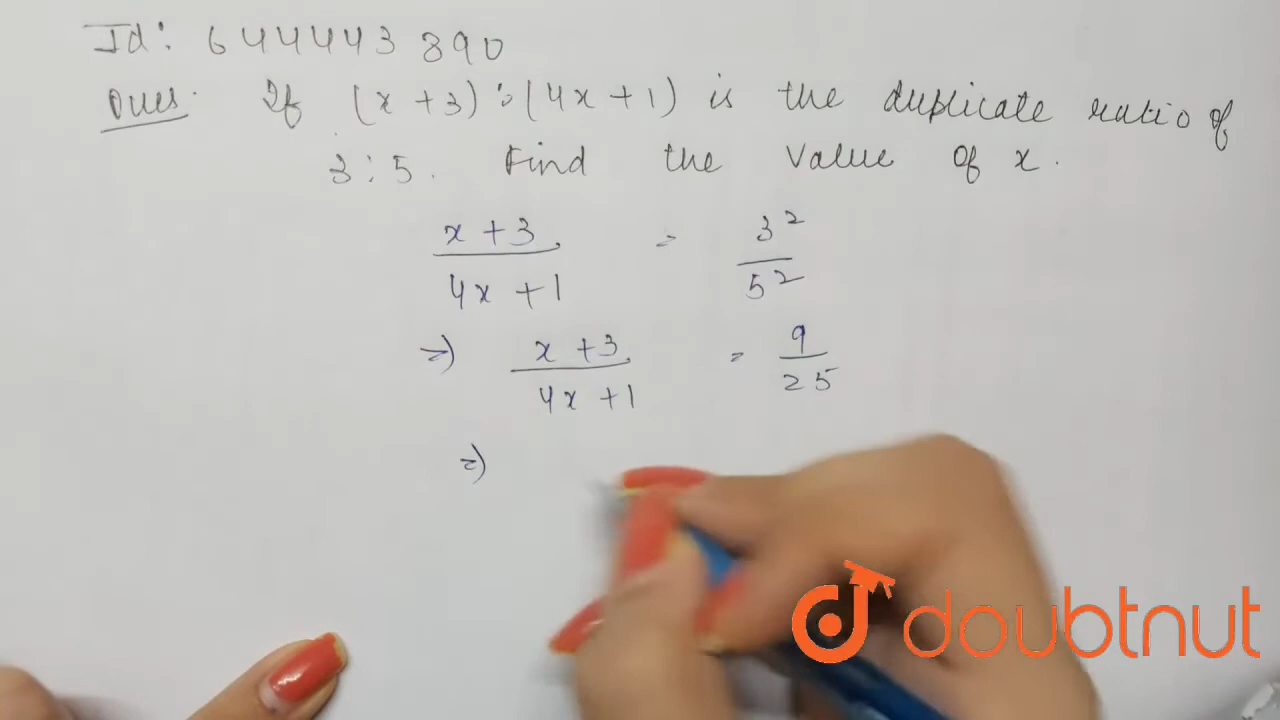 Id: 644443890
Ques. If (x+3):(4x+1) is the duplicate ratio of
3:5. Find the value of x.
x+3/4x+1 = 3²/5²
⇒) x+3/4x+1 = 9/25
⇒)
doubtnut